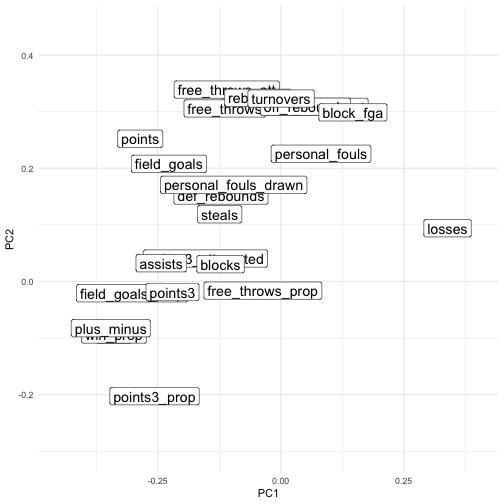 0.4
free_throws_att
reb
turnovers
free_throws
block_fga
points
personal_fouls
field_goals
0.2
personal_fouls_drawn
def_rebounds
steals
losses
PC2
assists
blocks
0.0
field_goals
points3
free_throws_prop
plus_minus
win_prop
points3_prop
-0.2
-0.25
0.00
0.25
PC1